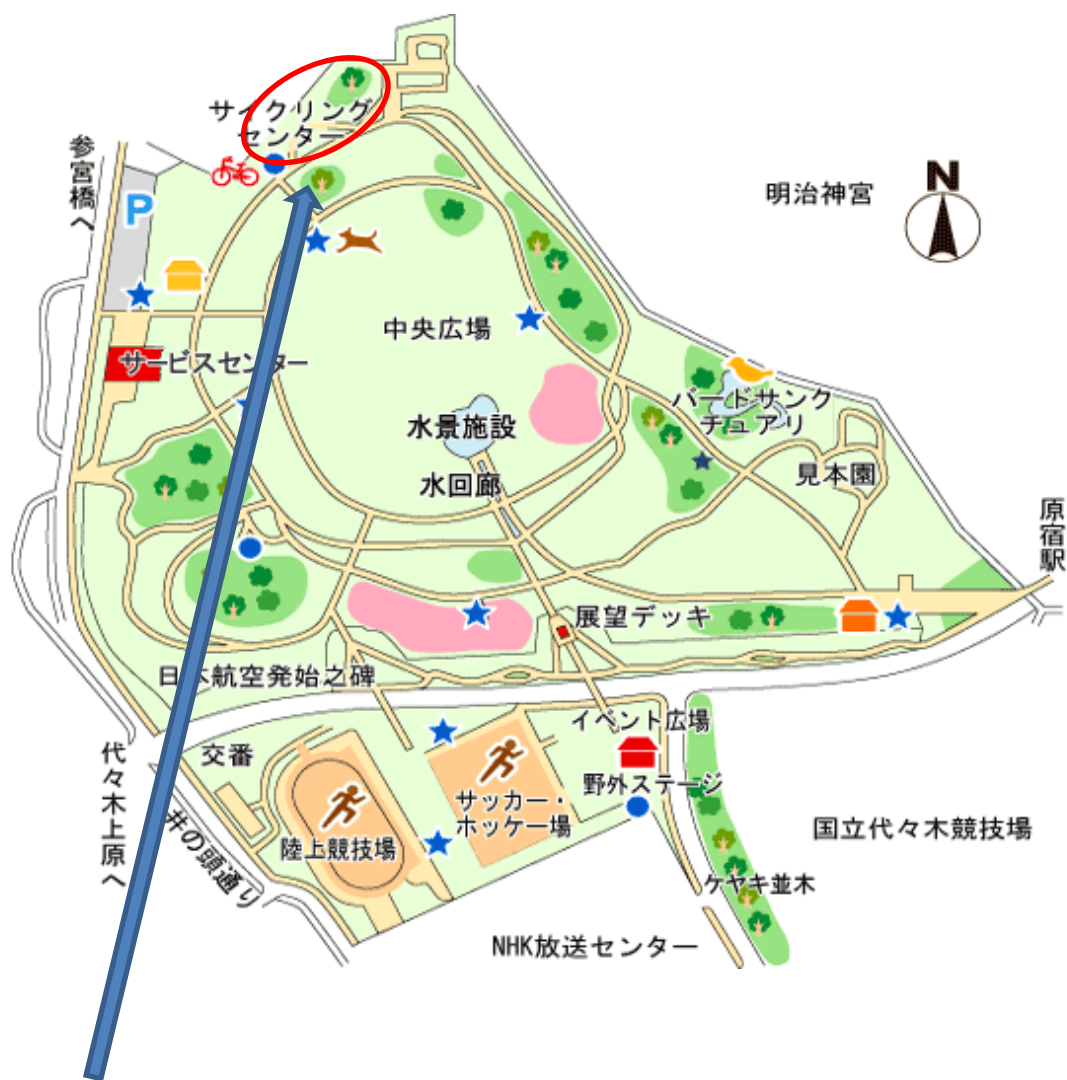 サイクリング
センター
参宮橋へ
P
明治神宮
N
中央広場
サービスセンター
バードサンク
チュアリ
水景施設
水回廊
見本園
原宿駅
展望デッキ
日本航空発始之碑
イベント広場
代々木上原へ
交番
野外ステージ
サッカー・
ホッケー場
井の頭通り
陸上競技場
国立代々木競技場
ケヤキ並木
NHK放送センター